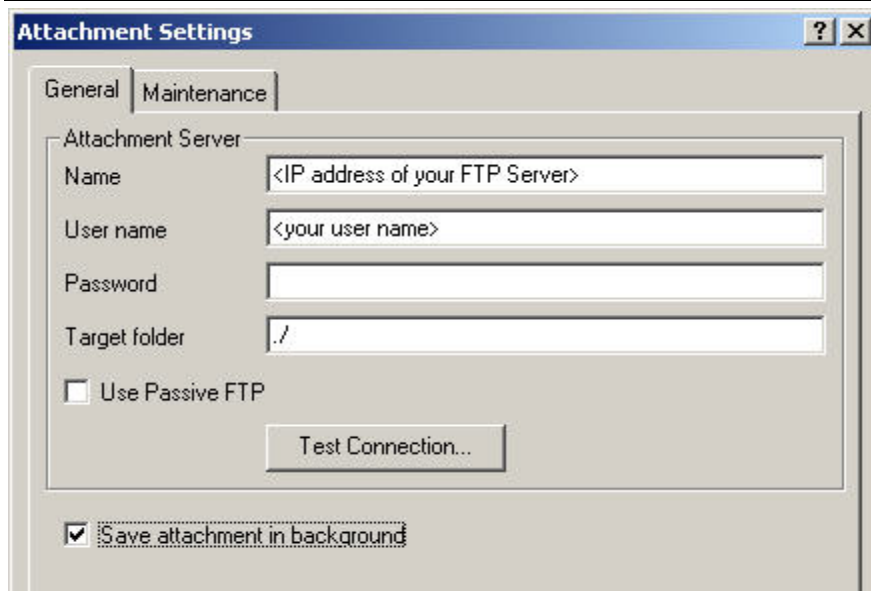 Attachment Settings
General Maintenance
Attachment Server
Name <IP address of your FTP Server>
User name <your user name>
Password
Target folder ./
Use Passive FTP
Test Connection...
Save attachment in background